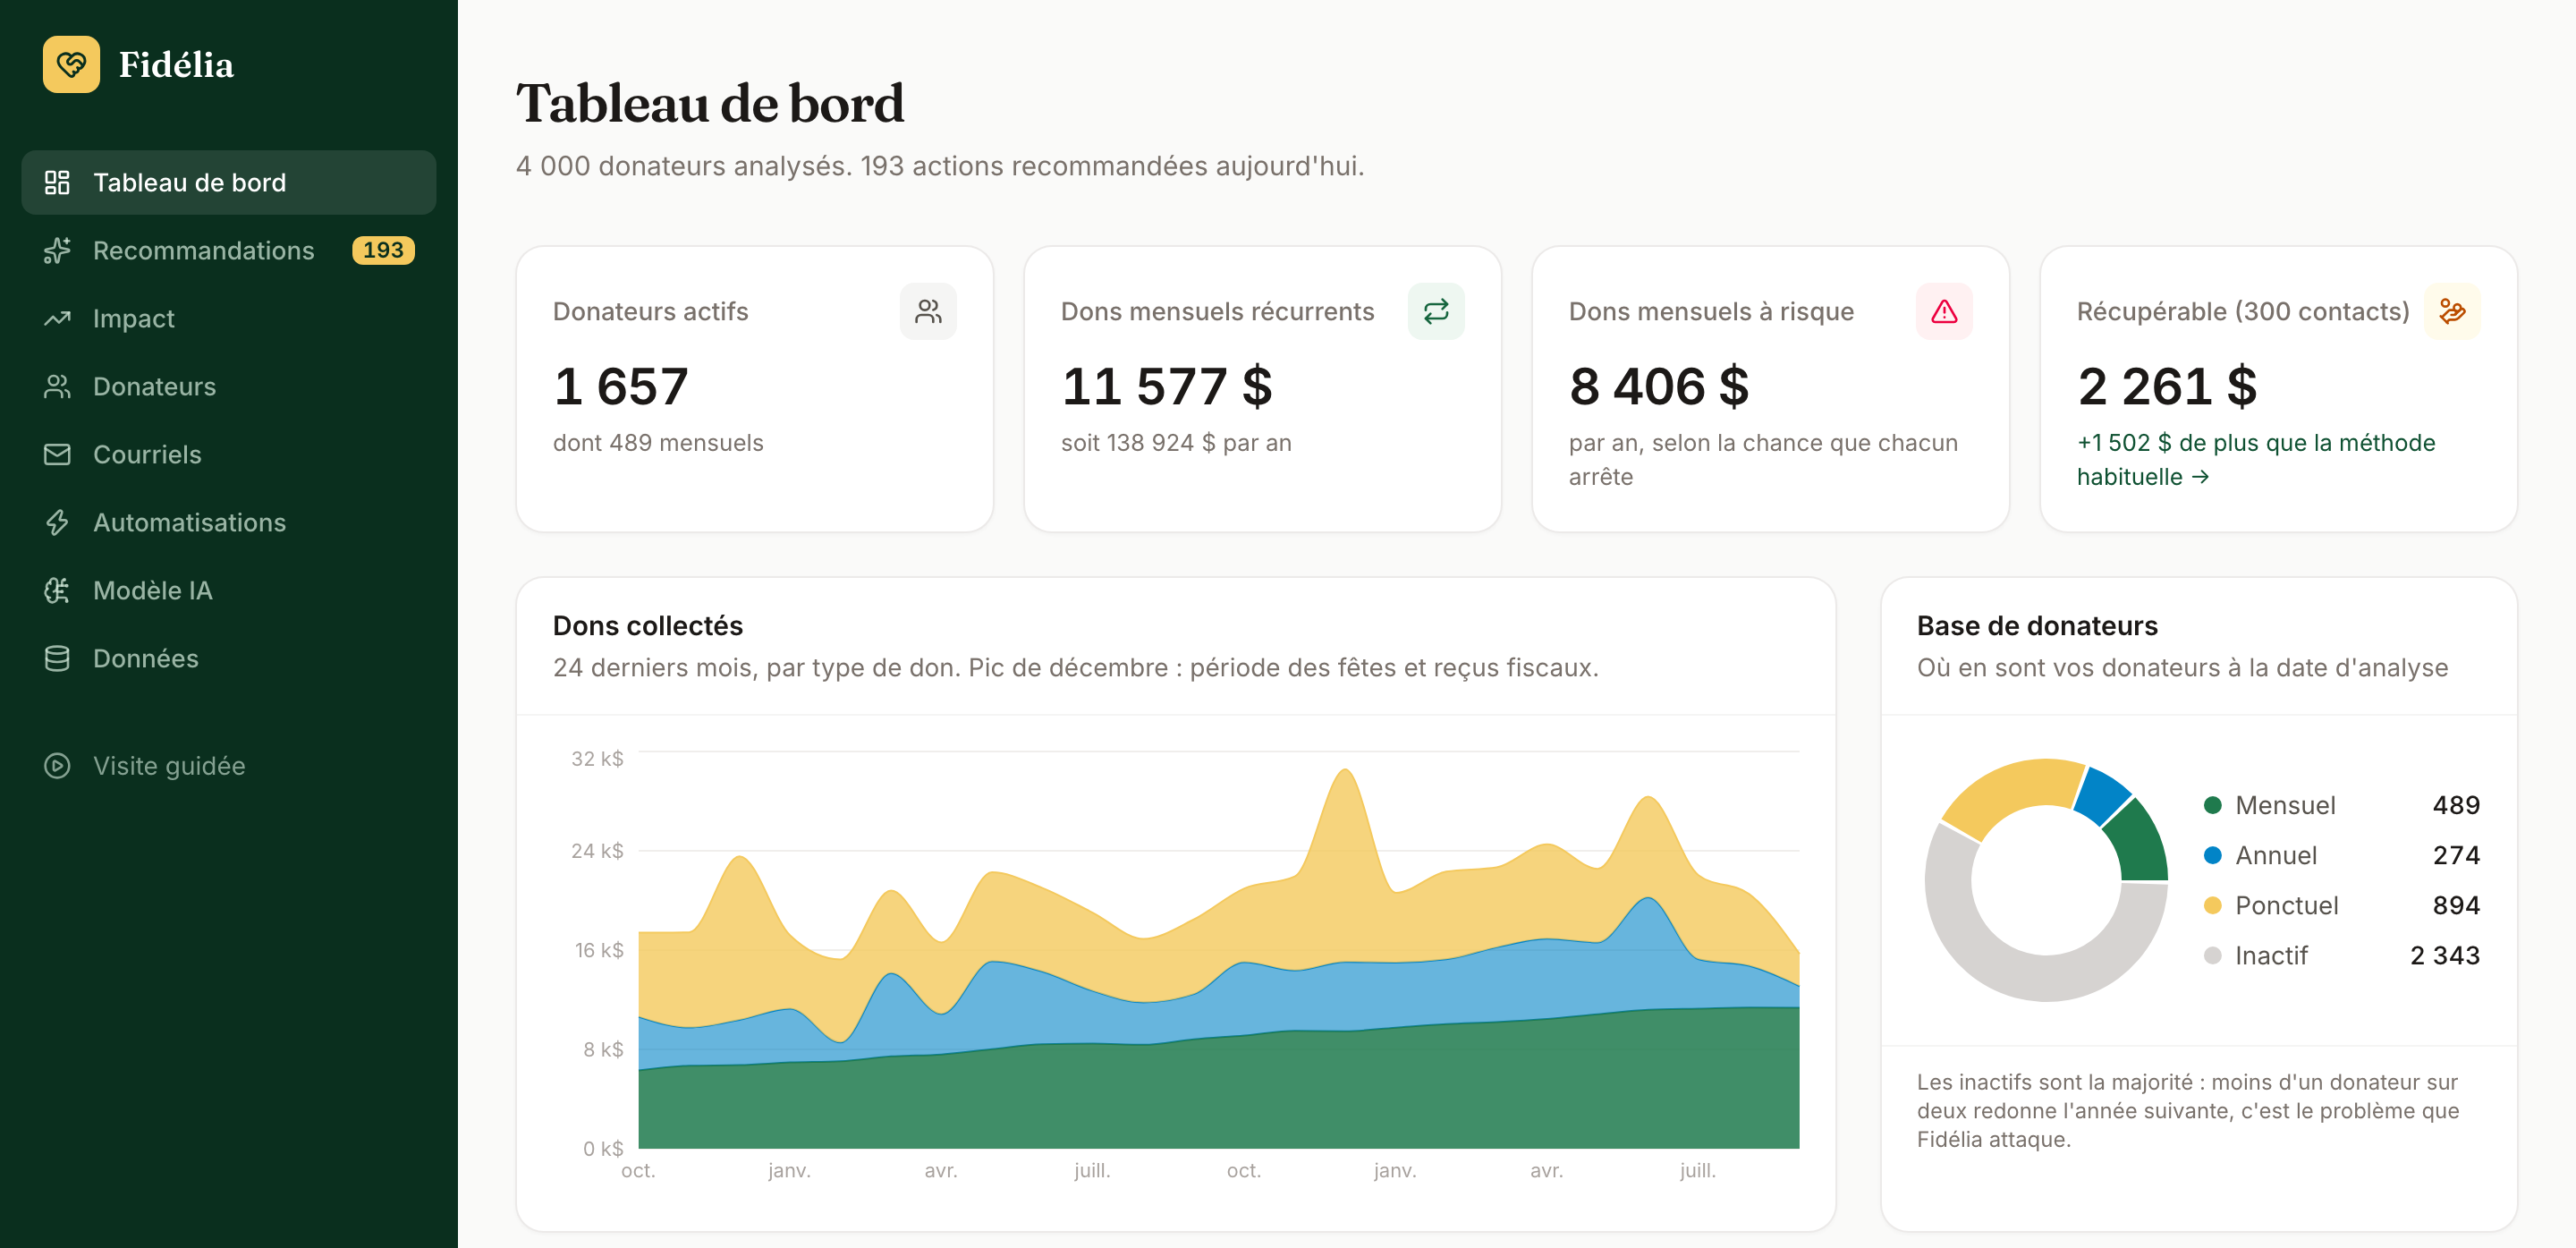 Fidélia
Tableau de bord
Recommandations 193
Impact
Donateurs
Courriels
Automatisations
Modèle IA
Données
Visite guidée
Tableau de bord
4 000 donateurs analysés. 193 actions recommandées aujourd'hui.
Donateurs actifs
1 657
dont 489 mensuels
Dons mensuels récurrents
11 577 $
soit 138 924 $ par an
Dons mensuels à risque
8 406 $
par an, selon la chance que chacun
arrête
Récupérable (300 contacts)
2 261 $
+1 502 $ de plus que la méthode
habituelle →
Dons collectés
24 derniers mois, par type de don. Pic de décembre : période des fêtes et reçus fiscaux.
32 k$
24 k$
16 k$
8 k$
0 k$
oct. janv. avr. juill. oct. janv. avr. juill.
Base de donateurs
Où en sont vos donateurs à la date d'analyse
Mensuel 489
Annuel 274
Ponctuel 894
Inactif 2 343
Les inactifs sont la majorité : moins d'un donateur sur
deux redonne l'année suivante, c'est le problème que
Fidélia attaque.